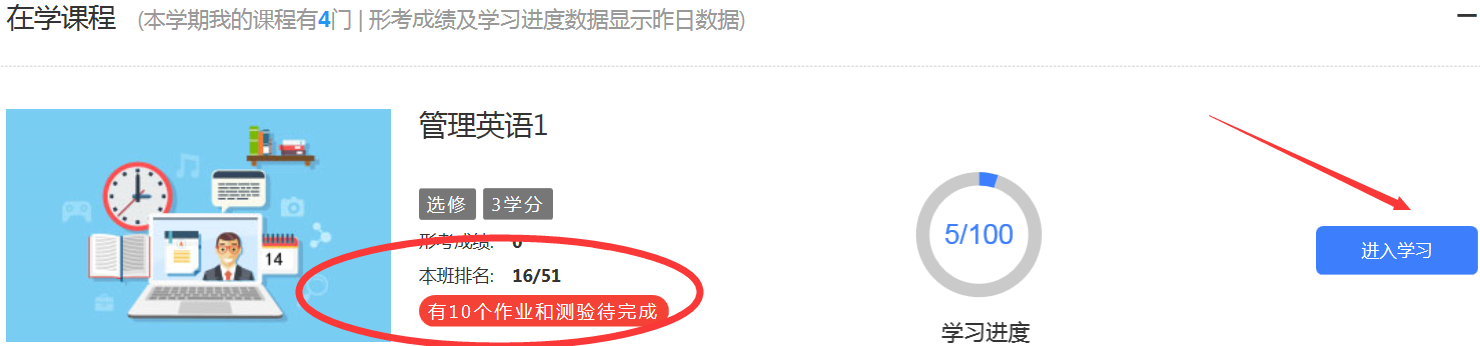 在学课程 (本学期我的课程有4门 | 形考成绩及学习进度数据显示昨日数据)
管理英语1
选修 3学分
形考成绩: 0
本班排名: 16/51
有10个作业和测验待完成
14
5/100
学习进度
进入学习